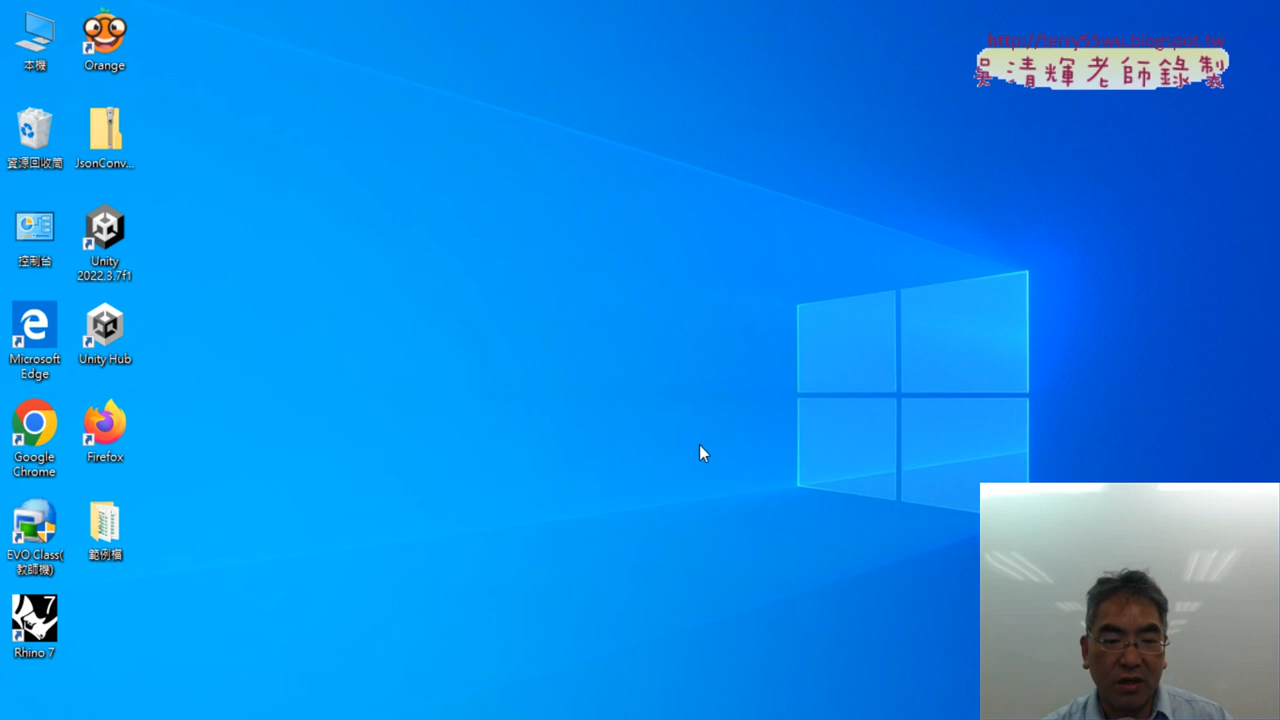 本機
Orange
資源回收筒
JsonConv...
控制台
Unity
2022.3.7f1
Microsoft
Edge
Unity Hub
Google
Chrome
Firefox
EVO Class(
教師機)
範例檔
7
Rhino 7
http://terry55wu.blogspot.tw
吳清輝老師錄製